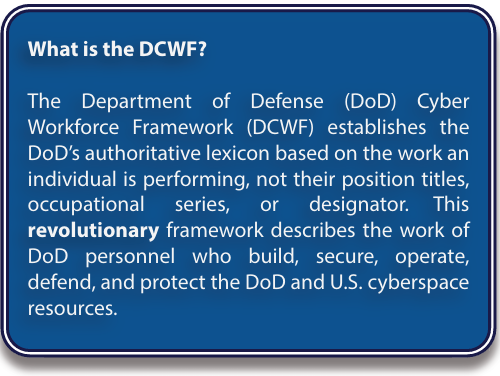 What is the DCWF?
The Department of Defense (DoD) Cyber
Workforce Framework (DCWF) establishes the
DoD’s authoritative lexicon based on the work an
individual is performing, not their position titles,
occupational series, or designator. This
revolutionary framework describes the work of
DoD personnel who build, secure, operate,
defend, and protect the DoD and U.S. cyberspace
resources.